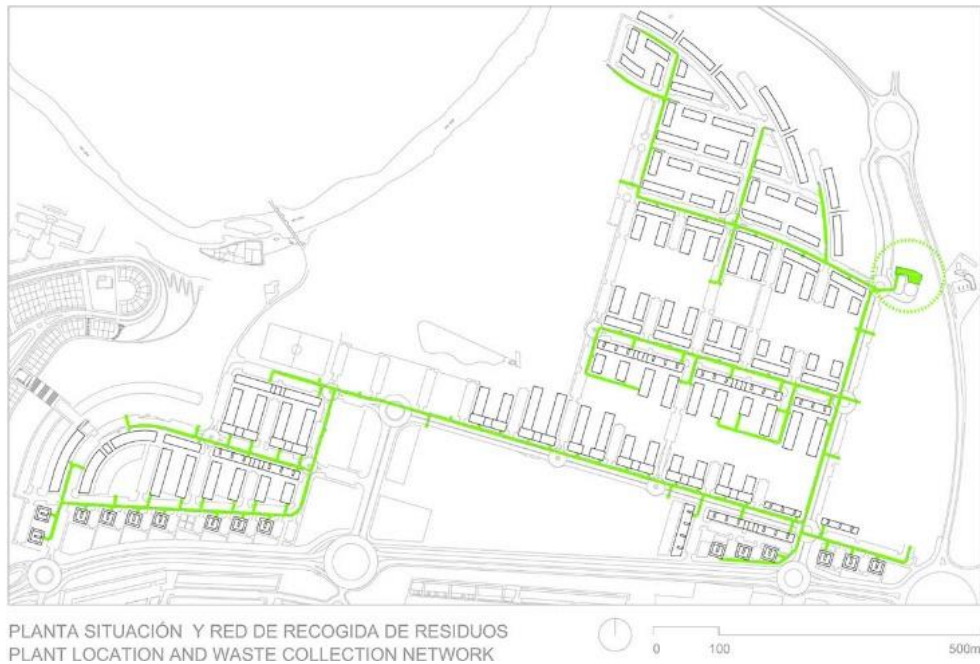 PLANTA SITUACIÓN Y RED DE RECOGIDA DE RESIDUOS
PLANT LOCATION AND WASTE COLLECTION NETWORK
0 100 500m